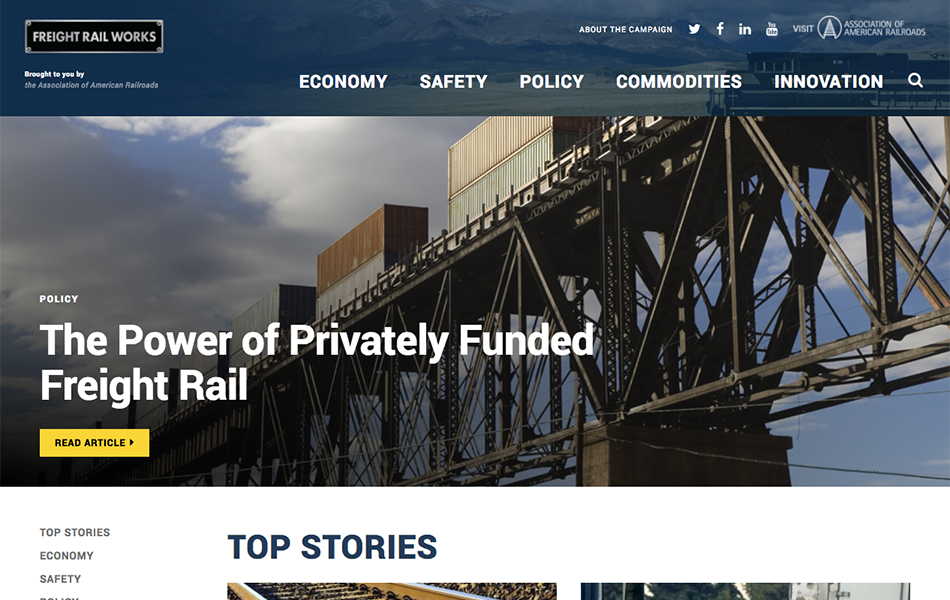 FREIGHT RAIL WORKS
Brought to you by
the Association of American Railroads
ABOUT THE CAMPAIGN
You
Tube
VISIT
ASSOCIATION OF
AMERICAN RAILROADS
ECONOMY SAFETY POLICY COMMODITIES INNOVATION
POLICY
The Power of Privately Funded
Freight Rail
READ ARTICLE
TOP STORIES
ECONOMY
SAFETY
POLICY
TOP STORIES